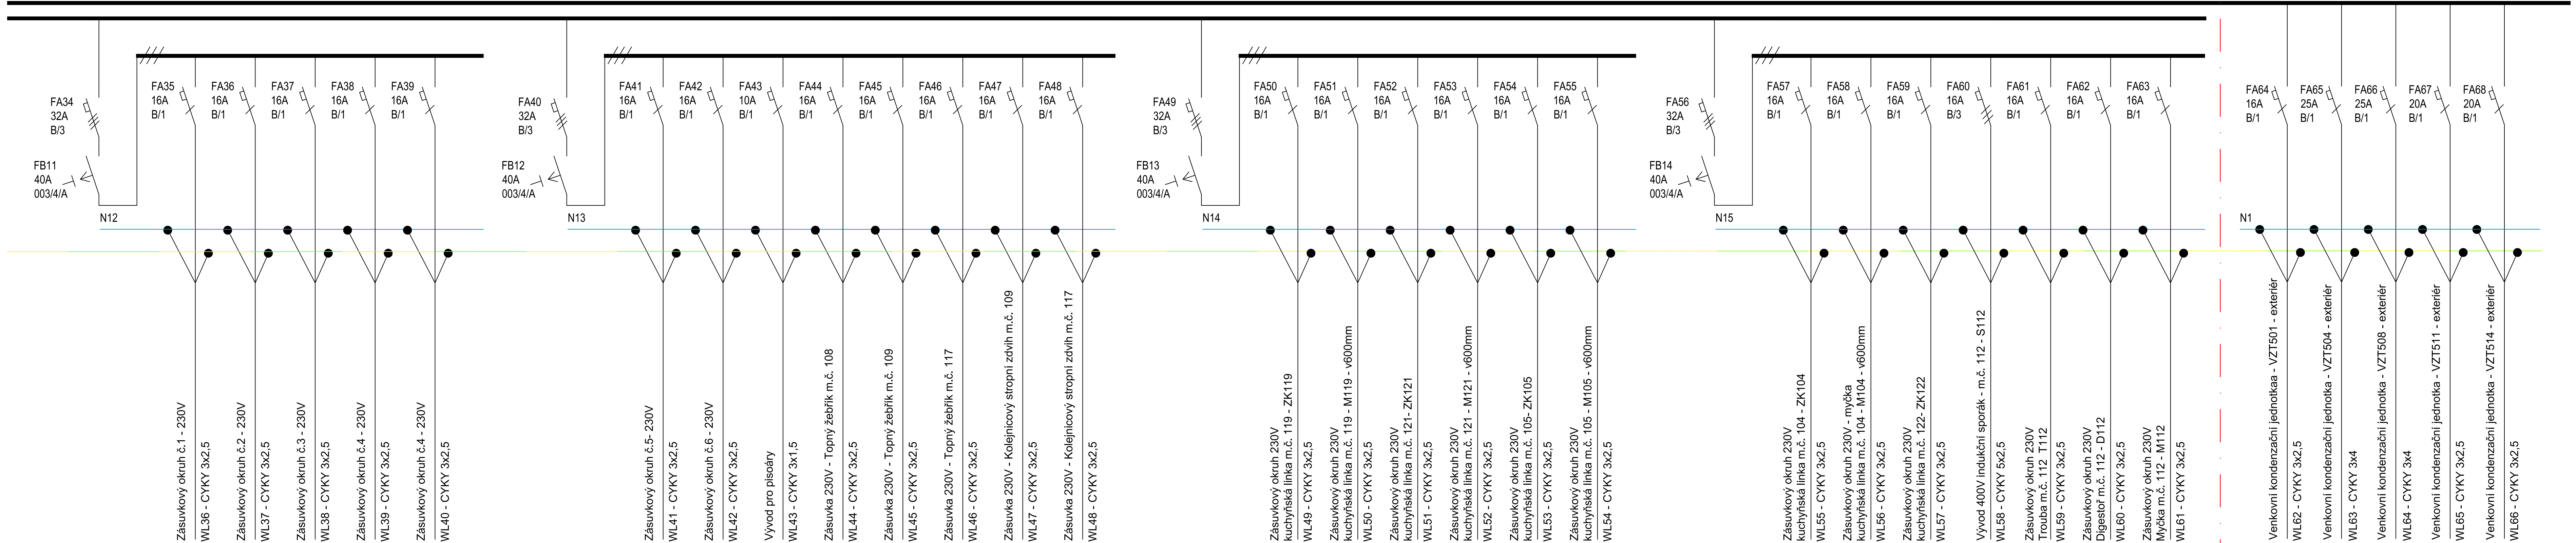 FA34
32A
B/3
FB11
40A
003/4/A
N12
FA35
16A
B/1
FA36
16A
B/1
FA37
16A
B/1
FA38
16A
B/1
FA39
16A
B/1
Zásuvkový okruh č.1 - 230V
WL36 - CYKY 3x2,5
Zásuvkový okruh č.2 - 230V
WL37 - CYKY 3x2,5
Zásuvkový okruh č.3 - 230V
WL38 - CYKY 3x2,5
Zásuvkový okruh č.4 - 230V
WL39 - CYKY 3x2,5
Zásuvkový okruh č.4 - 230V
WL40 - CYKY 3x2,5
FA40
32A
B/3
FB12
40A
003/4/A
N13
FA41
16A
B/1
FA42
16A
B/1
FA43
10A
B/1
FA44
16A
B/1
FA45
16A
B/1
FA46
16A
B/1
FA47
16A
B/1
FA48
16A
B/1
Zásuvkový okruh č.5- 230V
WL41 - CYKY 3x2,5
Zásuvkový okruh č.6 - 230V
WL42 - CYKY 3x2,5
Vývod pro pisoáry
WL43 - CYKY 3x1,5
Zásuvka 230V - Topný žebřík m.č. 108
WL44 - CYKY 3x2,5
Zásuvka 230V - Topný žebřík m.č. 109
WL45 - CYKY 3x2,5
Zásuvka 230V - Topný žebřík m.č. 117
WL46 - CYKY 3x2,5
Zásuvka 230V - Kolejnicový stropní zdvih m.č. 109
WL47 - CYKY 3x2,5
Zásuvka 230V - Kolejnicový stropní zdvih m.č. 117
WL48 - CYKY 3x2,5
FA49
32A
B/3
FB13
40A
003/4/A
N14
FA50
16A
B/1
FA51
16A
B/1
FA52
16A
B/1
FA53
16A
B/1
FA54
16A
B/1
FA55
16A
B/1
Zásuvkový okruh 230V
kuchyňská linka m.č. 119 - ZK119
WL49 - CYKY 3x2,5
Zásuvkový okruh 230V
kuchyňská linka m.č. 119 - M119 - v600mm
WL50 - CYKY 3x2,5
Zásuvkový okruh 230V
kuchyňská linka m.č. 121- ZK121
WL51 - CYKY 3x2,5
Zásuvkový okruh 230V
kuchyňská linka m.č. 121 - M121 - v600mm
WL52 - CYKY 3x2,5
Zásuvkový okruh 230V
kuchyňská linka m.č. 105- ZK105
WL53 - CYKY 3x2,5
Zásuvkový okruh 230V
kuchyňská linka m.č. 105 - M105 - v600mm
WL54 - CYKY 3x2,5
FA56
32A
B/3
FB14
40A
003/4/A
N15
FA57
16A
B/1
FA58
16A
B/1
FA59
16A
B/1
FA60
16A
B/3
FA61
16A
B/1
FA62
16A
B/1
FA63
16A
B/1
Zásuvkový okruh 230V
kuchyňská linka m.č. 104 - ZK104
WL55 - CYKY 3x2,5
Zásuvkový okruh 230V - myčka
kuchyňská linka m.č. 104 - M104 - v600mm
WL56 - CYKY 3x2,5
Zásuvkový okruh 230V
kuchyňská linka m.č. 122- ZK122
WL57 - CYKY 3x2,5
Vývod 400V indukční sporák - m.č. 112 - S112
WL58 - CYKY 5x2,5
Zásuvkový okruh 230V
Trouba m.č. 112 T112
WL59 - CYKY 3x2,5
Zásuvkový okruh 230V
Digestoř m.č. 112 - D112
WL60 - CYKY 3x2,5
Zásuvkový okruh 230V
Myčka m.č. 112 - M112
WL61 - CYKY 3x2,5
N1
FA64
16A
B/1
FA65
25A
B/1
FA66
25A
B/1
FA67
20A
B/1
FA68
20A
B/1
Venkovní kondenzační jednotkaa - VZT501 - exteriér
WL62 - CYKY 3x2,5
Venkovní kondenzační jednotka - VZT504 - exteriér
WL63 - CYKY 3x4
Venkovní kondenzační jednotka - VZT508 - exteriér
WL64 - CYKY 3x4
Venkovní kondenzační jednotka - VZT511 - exteriér
WL65 - CYKY 3x2,5
Venkovní kondenzační jednotka - VZT514 - exteriér
WL66 - CYKY 3x2,5